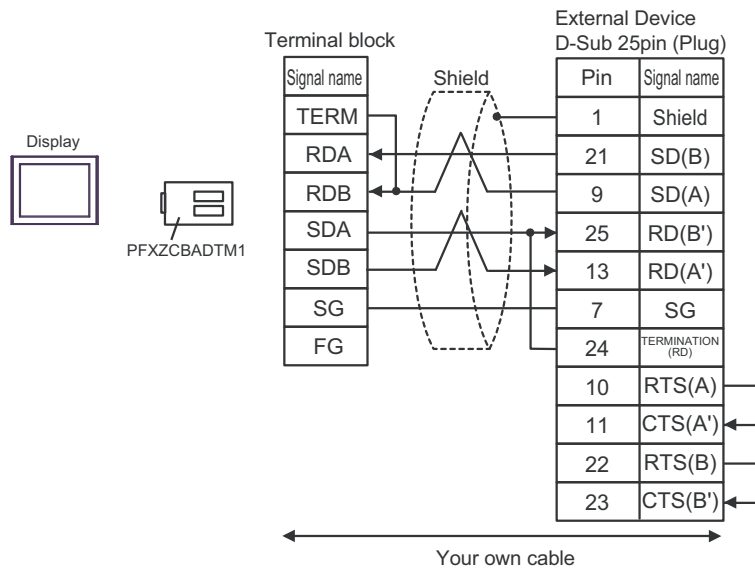 Display
PFXZCBADTM1
Terminal block
Signal name
TERM
RDA
RDB
SDA
SDB
SG
FG
Shield
External Device
D-Sub 25pin (Plug)
Pin Signal name
1 Shield
21 SD(B)
9 SD(A)
25 RD(B')
13 RD(A')
7 SG
24 TERMINATION
(RD)
10 RTS(A)
11 CTS(A')
22 RTS(B)
23 CTS(B')
Your own cable